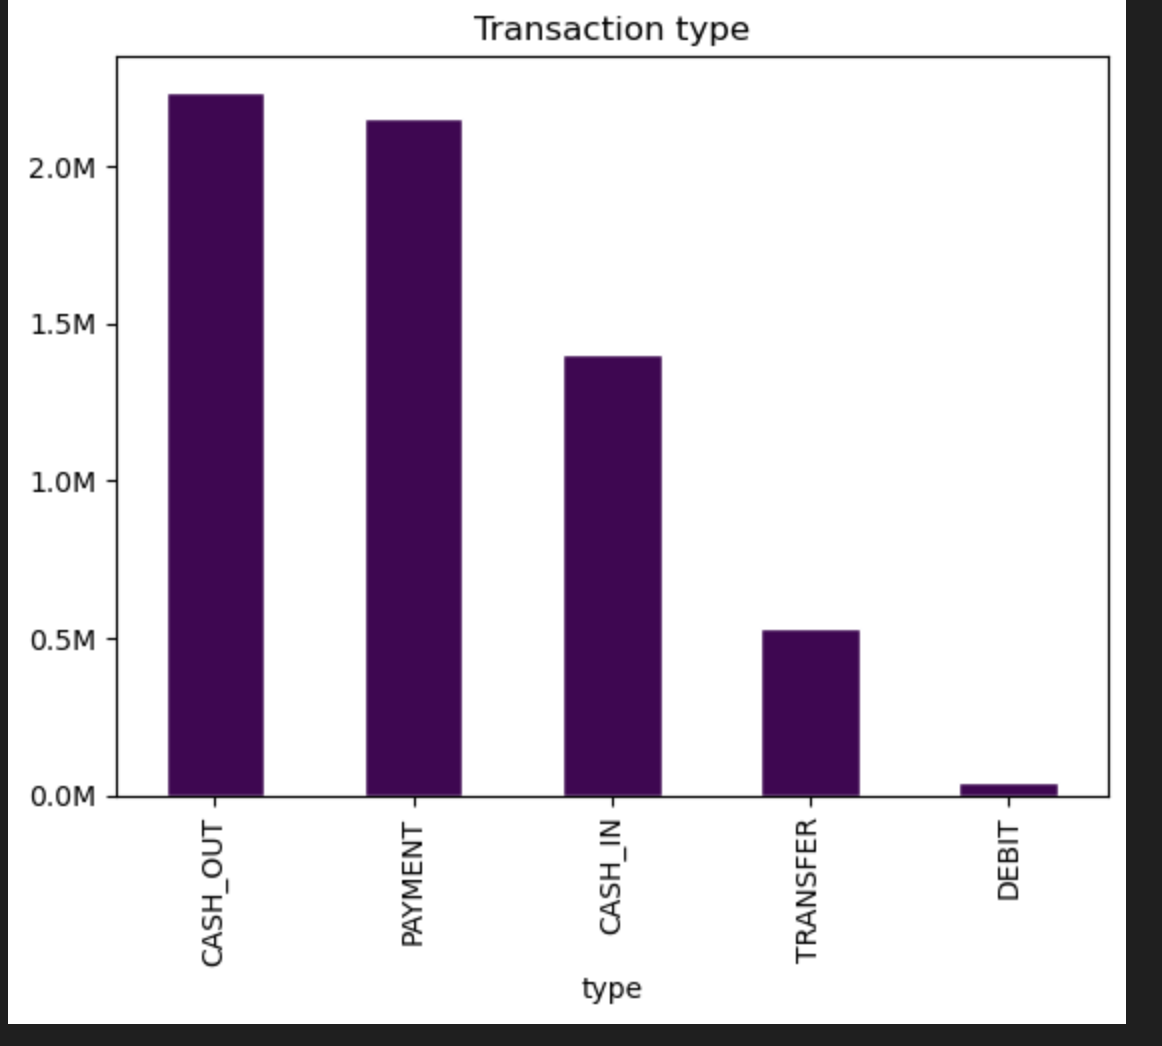 Transaction type
2.0M
1.5M
1.0M
0.5M
0.0M
CASH_OUT
PAYMENT
CASH_IN
TRANSFER
DEBIT
type